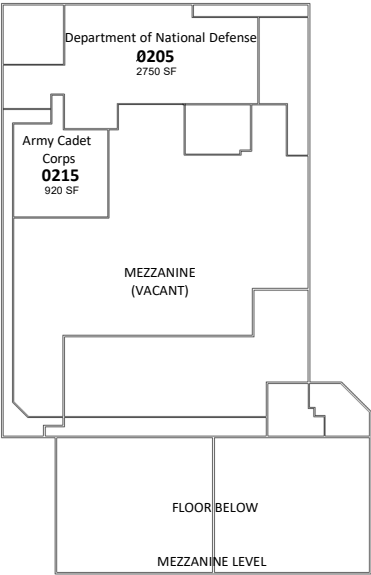 Department of National Defense
0205
2750 SF
Army Cadet
Corps
0215
920 SF
MEZZANINE
(VACANT)
FLOOR BELOW
MEZZANINE LEVEL